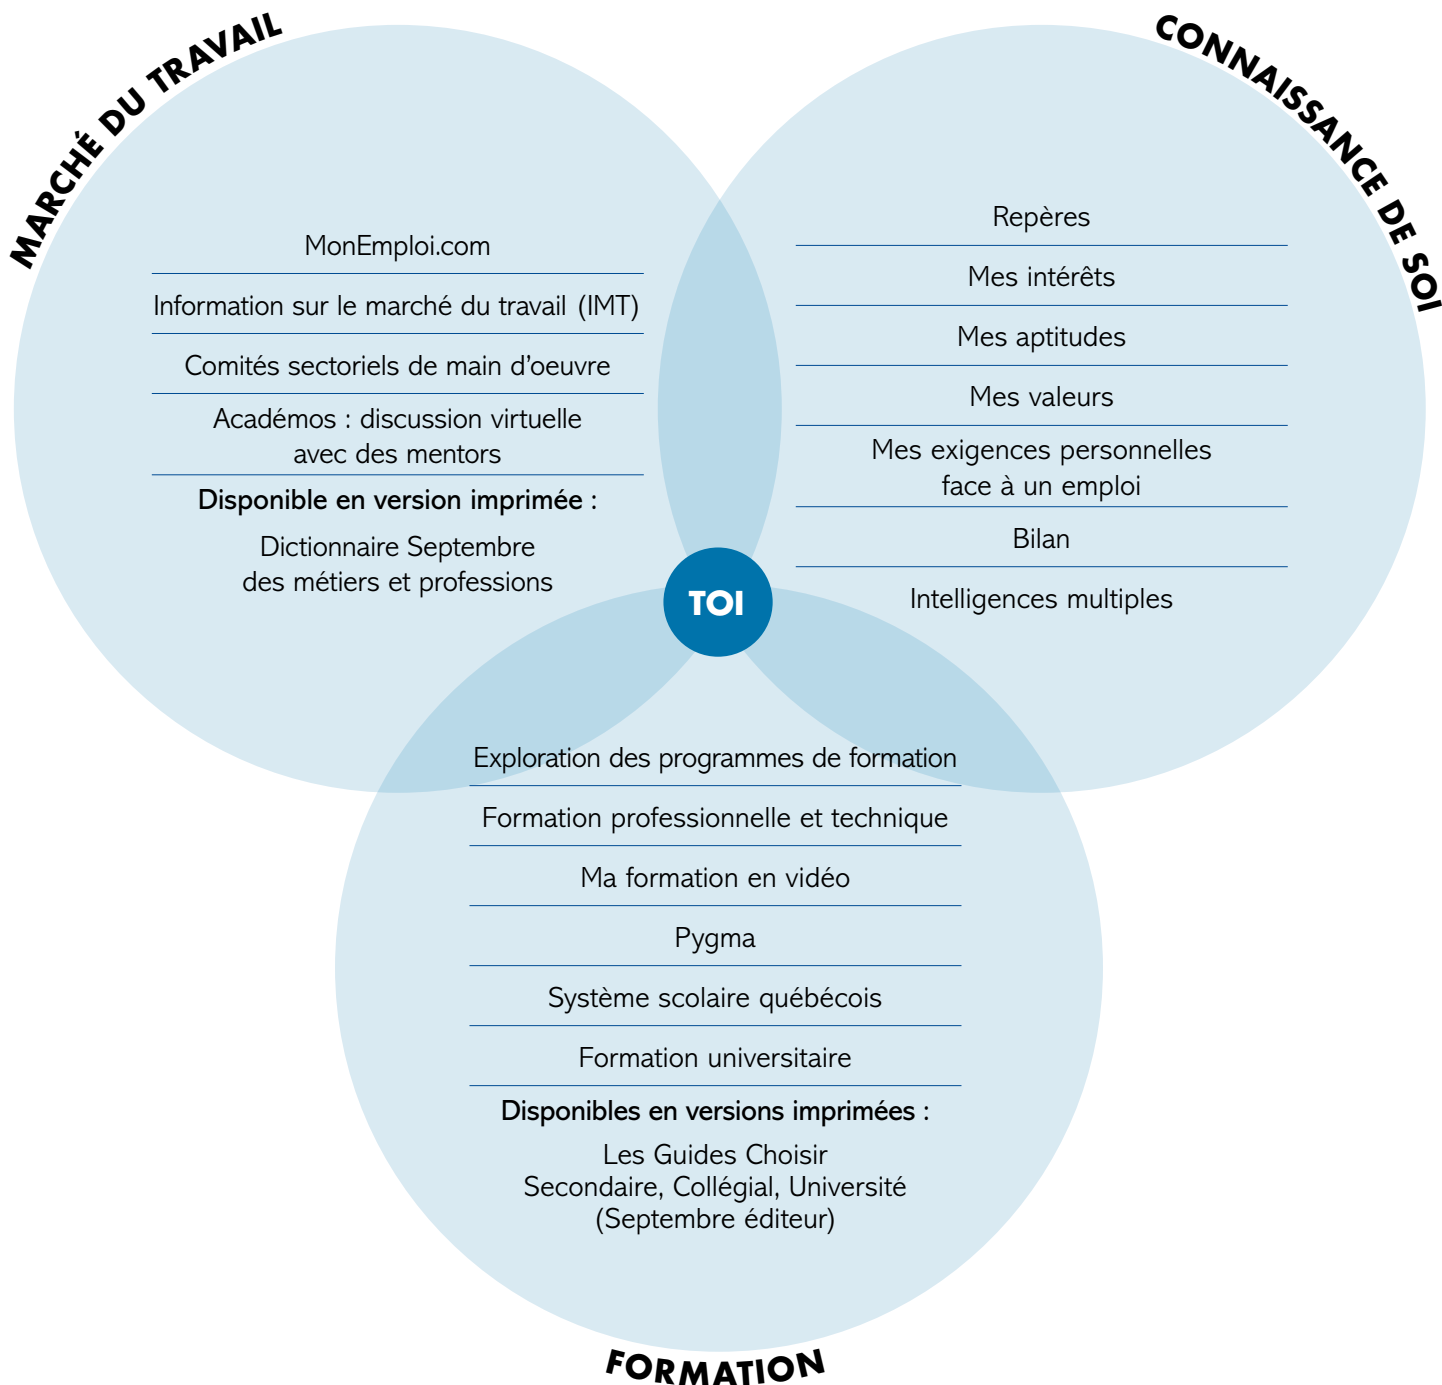 MARCHÉ DU TRAVAIL
MonEmploi.com
Information sur le marché du travail (IMT)
Comités sectoriels de main d'oeuvre
Académos : discussion virtuelle
avec des mentors
Disponible en version imprimée :
Dictionnaire Septembre
des métiers et professions
CONNAISSANCE DE SOI
Repères
Mes intérêts
Mes aptitudes
Mes valeurs
Mes exigences personnelles
face à un emploi
Bilan
Intelligences multiples
TOI
Exploration des programmes de formation
Formation professionnelle et technique
Ma formation en vidéo
Pygma
Système scolaire québécois
Formation universitaire
Disponibles en versions imprimées :
Les Guides Choisir
Secondaire, Collégial, Université
(Septembre éditeur)
FORMATION